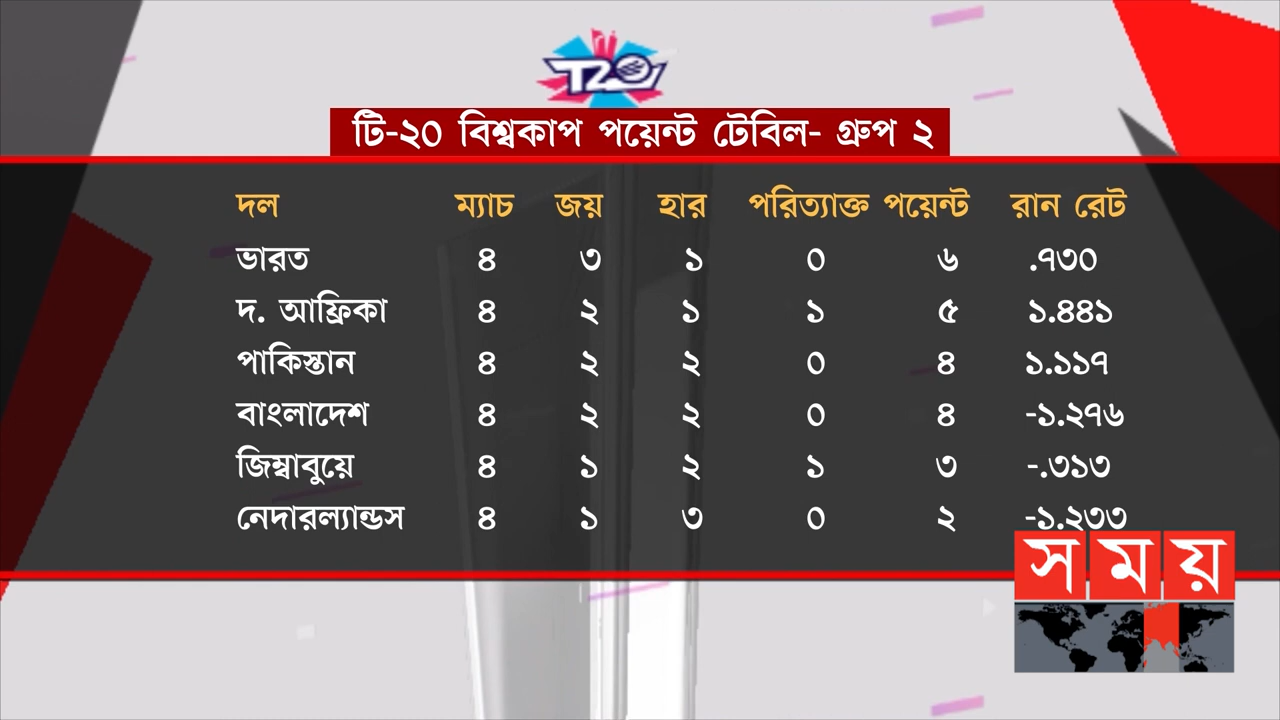 T20
টি-২০ বিশ্বকাপ পয়েন্ট টেবিল- গ্রুপ ২
দল ম্যাচ জয় হার পরিত্যাক্ত পয়েন্ট রান রেট
ভারত ৪ ৩ ১ ০ ৬ .৭৩০
দ. আফ্রিকা ৪ ২ ১ ১ ৫ ১.৪৪১
পাকিস্তান ৪ ২ ২ ০ ৪ ১.১১৭
বাংলাদেশ ৪ ২ ২ ০ ৪ -১.২৭৬
জিম্বাবুয়ে ৪ ১ ২ ১ ৩ -.৩১৩
নেদারল্যান্ডস ৪ ১ ৩ ০ ২ -১.২৩৩
সময়